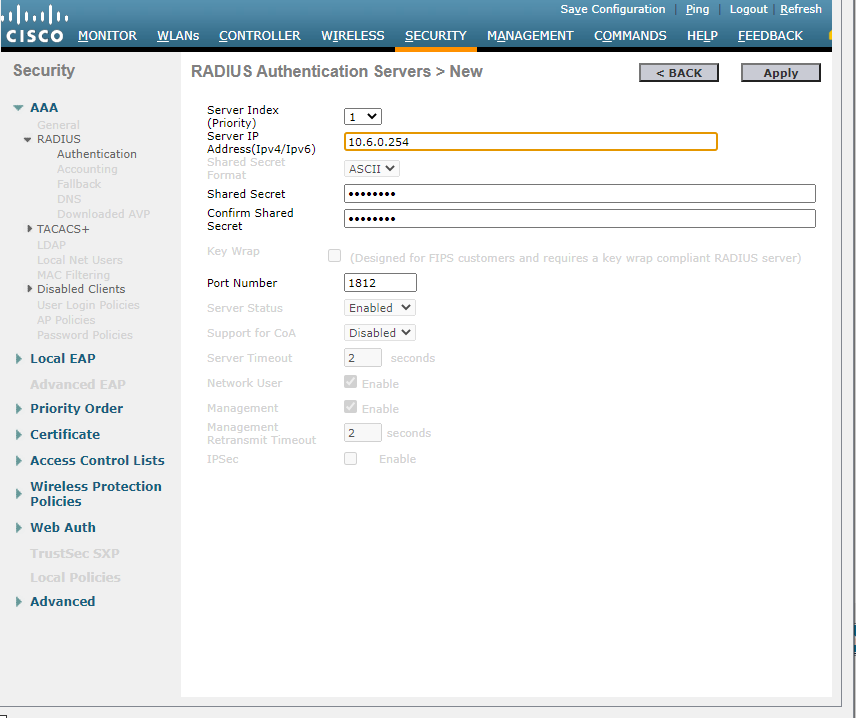 Save Configuration | Ping | Logout | Refresh
CISCO MONITOR WLANs CONTROLLER WIRELESS SECURITY MANAGEMENT COMMANDS HELP FEEDBACK
Security
AAA
General
RADIUS
Authentication
Accounting
Fallback
DNS
Downloaded AVP
TACACS+
LDAP
Local Net Users
MAC Filtering
Disabled Clients
User Login Policies
AP Policies
Password Policies
Local EAP
Advanced EAP
Priority Order
Certificate
Access Control Lists
Wireless Protection
Policies
Web Auth
TrustSec SXP
Local Policies
Advanced
RADIUS Authentication Servers > New
< BACK
Apply
Server Index
(Priority)
1
Server IP
Address(Ipv4/Ipv6)
10.6.0.254
Shared Secret
Format
ASCII
Shared Secret
••••••••
Confirm Shared
Secret
••••••••
Key Wrap
(Designed for FIPS customers and requires a key wrap compliant RADIUS server)
Port Number
1812
Server Status
Enabled
Support for CoA
Disabled
Server Timeout
2 seconds
Network User
Enable
Management
Enable
Management
Retransmit Timeout
2 seconds
IPSec
Enable